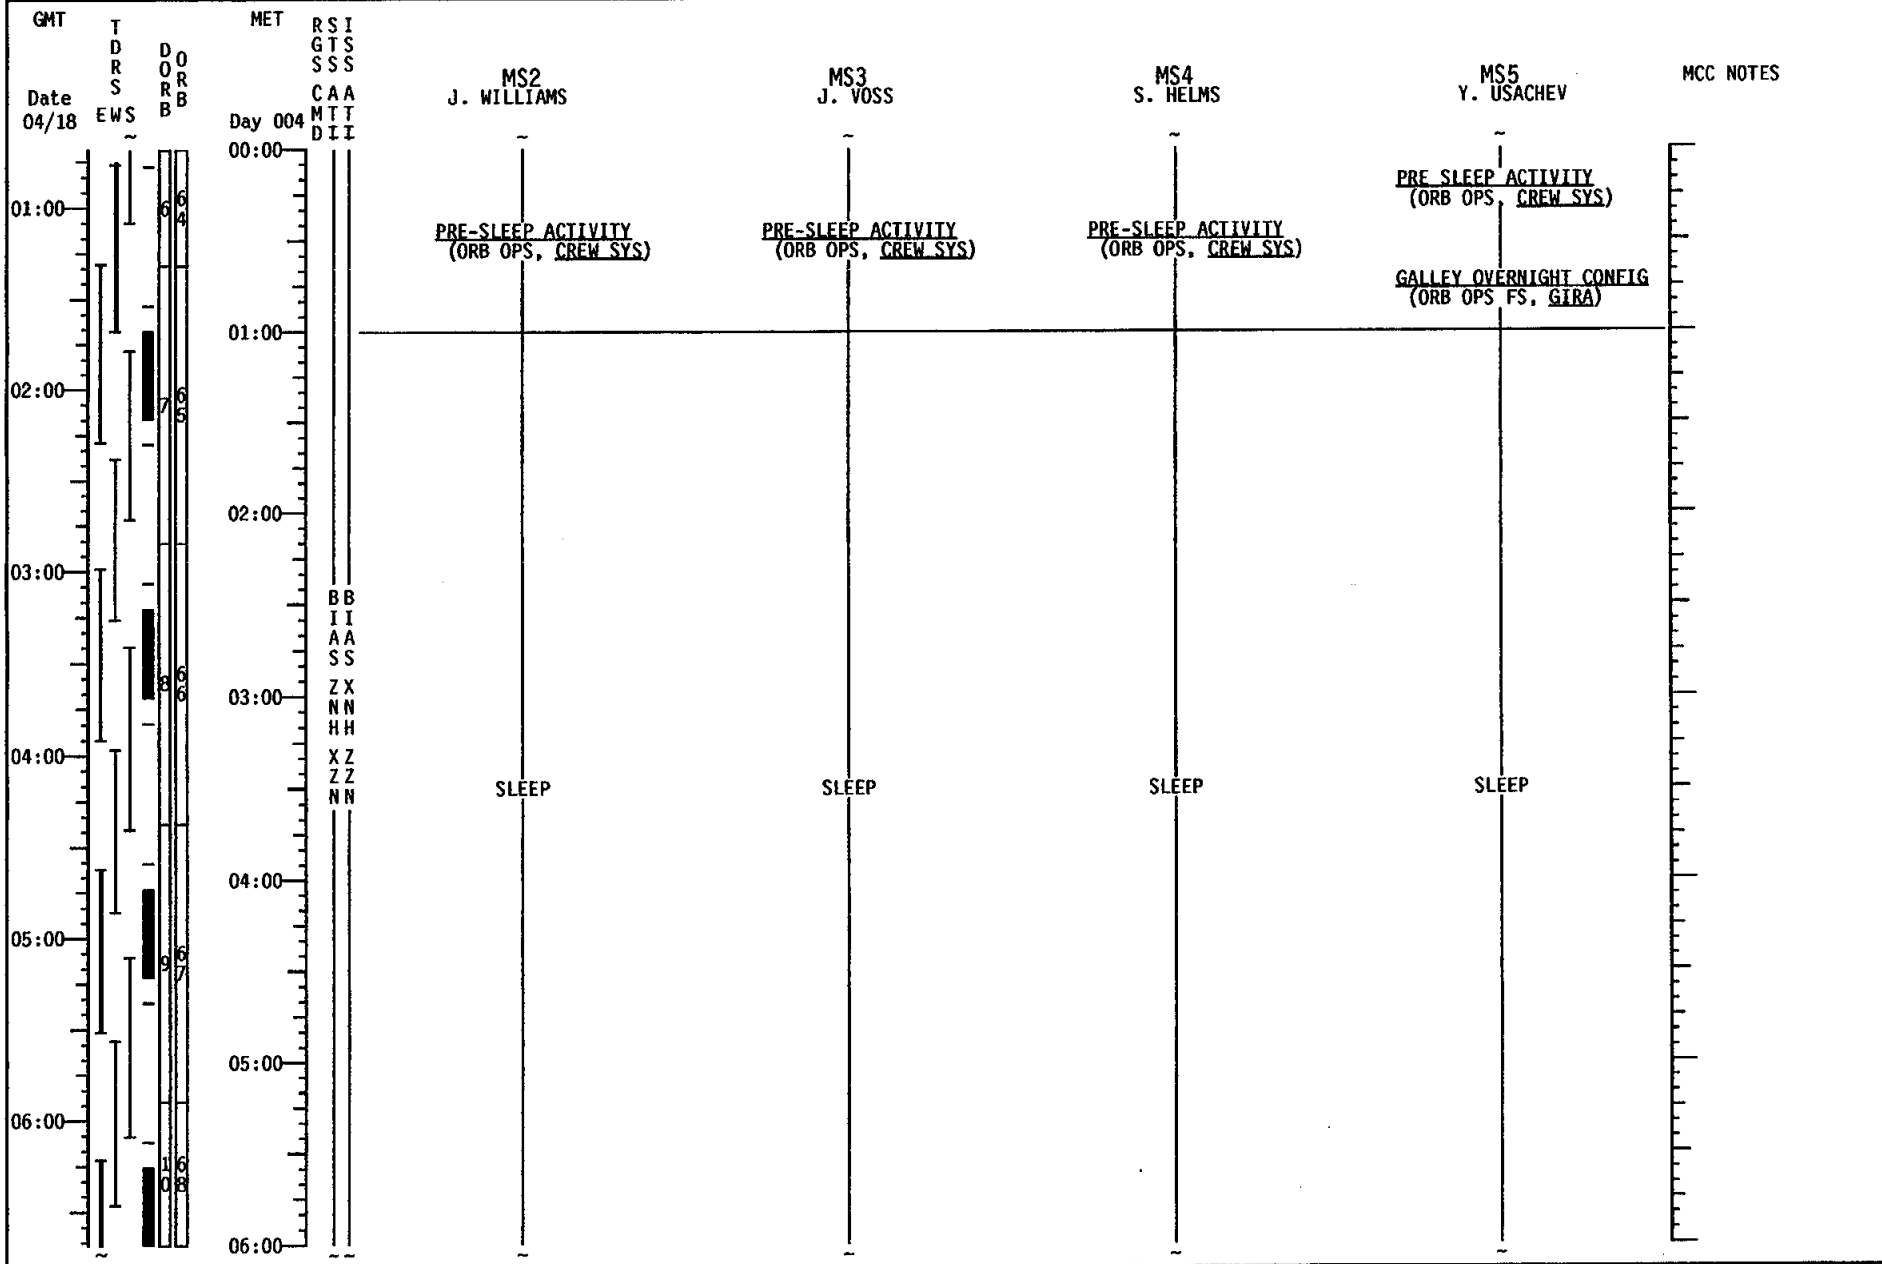 GMT
TDRS
EWS
DORB
ORB
MET
RGS CMD
STS ATTI
ISS ATTI
Date
04/18
Day 004
MS2
J. WILLIAMS
MS3
J. VOSS
MS4
S. HELMS
MS5
Y. USACHEV
MCC NOTES
~
~
~
~
~
00:00
PRE SLEEP ACTIVITY
(ORB OPS, CREW SYS)
01:00
6
64
PRE-SLEEP ACTIVITY
(ORB OPS, CREW SYS)
PRE-SLEEP ACTIVITY
(ORB OPS, CREW SYS)
PRE-SLEEP ACTIVITY
(ORB OPS, CREW SYS)
GALLEY OVERNIGHT CONFIG
(ORB OPS FS, GIRA)
01:00
02:00
7
65
02:00
03:00
BIAS ZNH XZN
BIAS XNH ZZN
8
66
03:00
04:00
SLEEP
SLEEP
SLEEP
SLEEP
04:00
05:00
9
67
05:00
06:00
10
68
06:00
~
~~
~
~
~
~